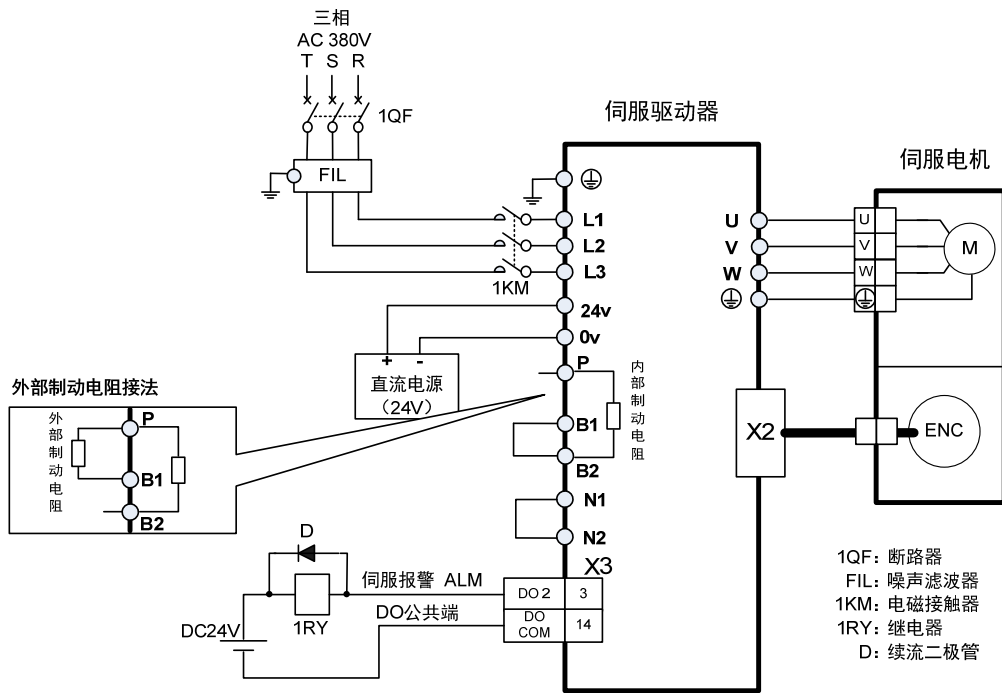 三相
AC 380V
T S R
1QF
FIL
伺服驱动器
伺服电机
L1
L2
L3
1KM
24v
0v
+ -
直流电源
（24V）
P
B1
B2
内部制动电阻
N1
N2
X3
U
V
W
U
V
W
M
X2
ENC
外部制动电阻接法
外部制动电阻
P
B1
B2
D
伺服报警 ALM
1RY
DO公共端
DC24V
DO 2 3
DO COM 14
1QF：断路器
FIL：噪声滤波器
1KM：电磁接触器
1RY：继电器
D：续流二极管